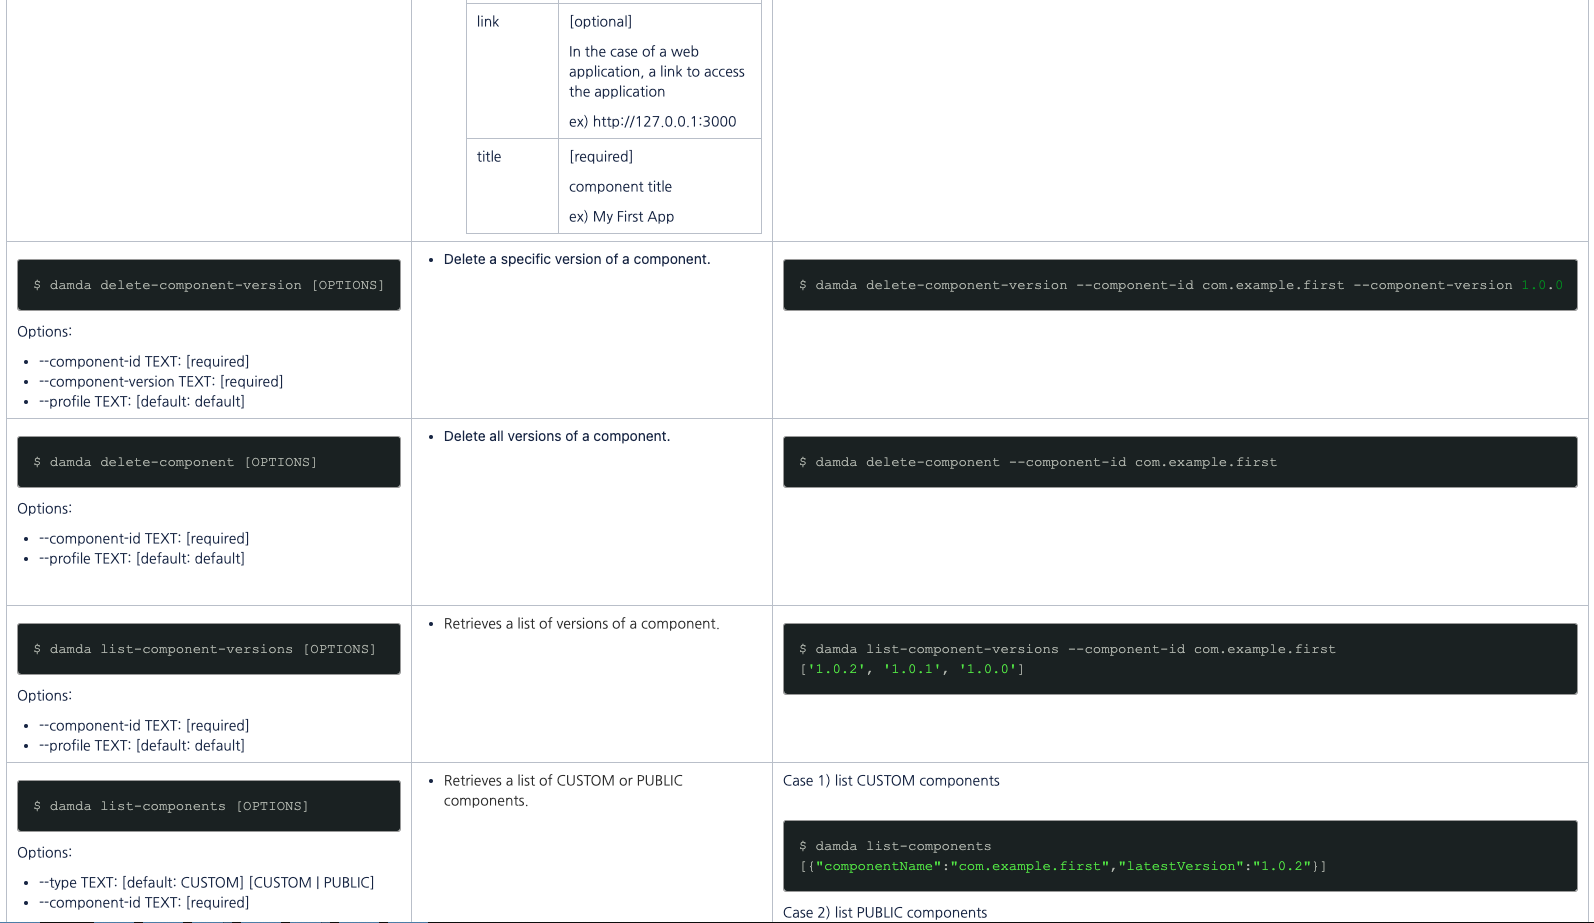 link
[optional]
In the case of a web
application, a link to access
the application
ex) http://127.0.0.1:3000
title
[required]
component title
ex) My First App
$ damda delete-component-version [OPTIONS]
Options:
• --component-id TEXT: [required]
• --component-version TEXT: [required]
• --profile TEXT: [default: default]
• Delete a specific version of a component.
$ damda delete-component-version --component-id com.example.first --component-version 1.0.0
$ damda delete-component [OPTIONS]
Options:
• --component-id TEXT: [required]
• --profile TEXT: [default: default]
• Delete all versions of a component.
$ damda delete-component --component-id com.example.first
$ damda list-component-versions [OPTIONS]
Options:
• --component-id TEXT: [required]
• --profile TEXT: [default: default]
• Retrieves a list of versions of a component.
$ damda list-component-versions --component-id com.example.first
['1.0.2', '1.0.1', '1.0.0']
$ damda list-components [OPTIONS]
Options:
• --type TEXT: [default: CUSTOM] [CUSTOM | PUBLIC]
• --component-id TEXT: [required]
• Retrieves a list of CUSTOM or PUBLIC
components.
Case 1) list CUSTOM components
$ damda list-components
[{"componentName":"com.example.first","latestVersion":"1.0.2"}]
Case 2) list PUBLIC components